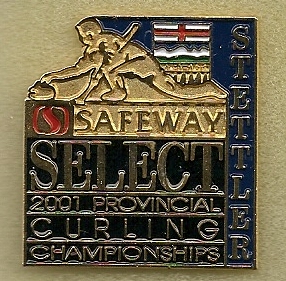 SAFEWAY
SELECT
2001 PROVINCIAL
CURLING
CHAMPIONSHIPS
STETTLER